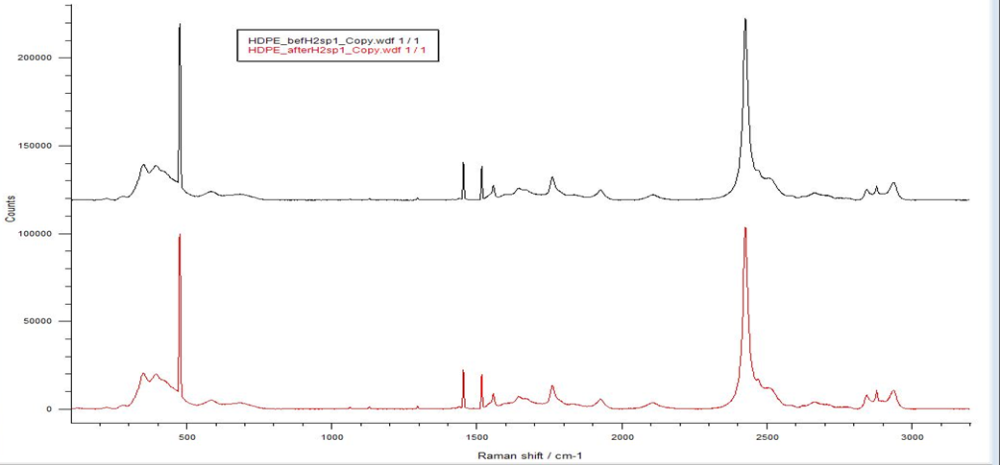 HDPE_befH2sp1_Copy.wdf 1 / 1
HDPE_afterH2sp1_Copy.wdf 1 / 1
200000
150000
100000
50000
0
Counts
500
1000
1500
2000
2500
3000
Raman shift / cm-1